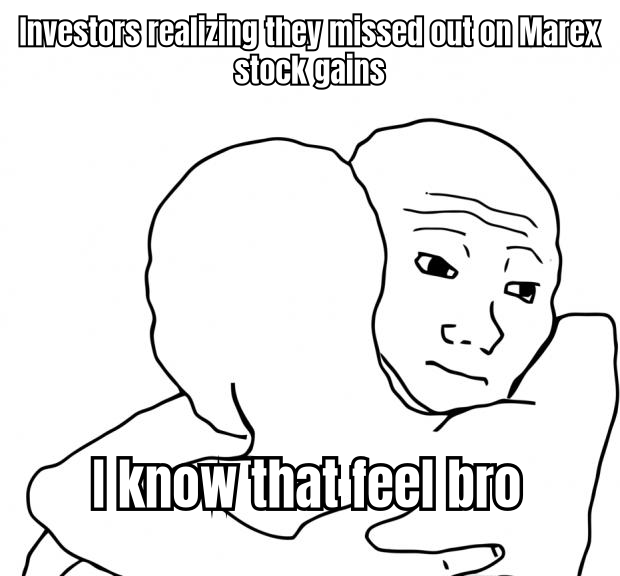 Investors realizing they missed out on Marex
stock gains
I know that feel bro